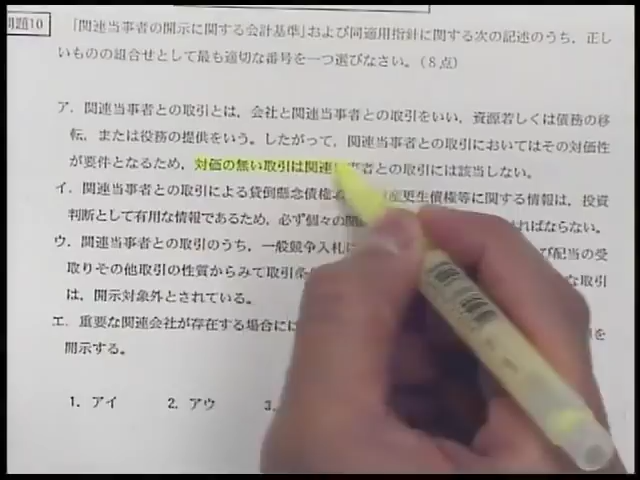 問題10 「関連当事者の開示に関する会計基準」および同適用指針に関する次の記述のうち，正し
いものの組合せとして最も適切な番号を一つ選びなさい。（８点）
ア．関連当事者との取引とは，会社と関連当事者との取引をいい，資源若しくは債務の移
転，または役務の提供をいう。したがって，関連当事者との取引においてはその対価性
が要件となるため，対価の無い取引は関連 事者との取引には該当しない。
イ．関連当事者との取引による貸倒懸念債権 産更生債権等に関する情報は，投資
判断として有用な情報であるため，必ず個々の関 ければならない。
ウ．関連当事者との取引のうち，一般競争入札に び配当の受
取りその他取引の性質からみて取引条 な取引
は，開示対象外とされている。
エ．重要な関連会社が存在する場合には を
開示する。
1．アイ 2．アウ 3．